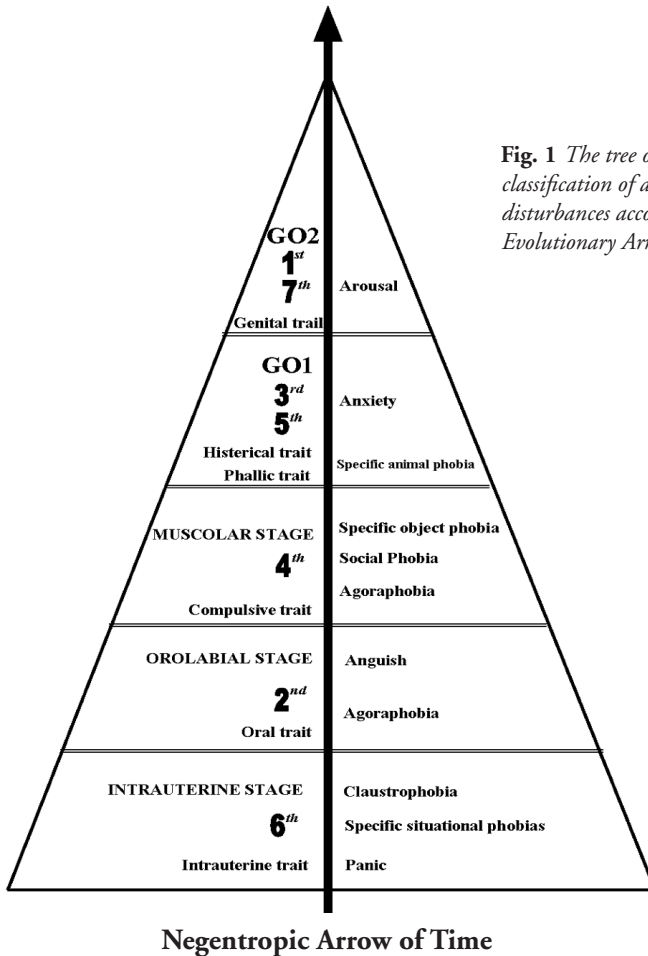 Fig. 1 The tree o
classification of a
disturbances acco
Evolutionary Arr
GO2
1st
7th
Arousal
Genital trail
GO1
3rd
5th
Anxiety
Histerical trait
Phallic trait
Specific animal phobia
MUSCOLAR STAGE
4th
Compulsive trait
Specific object phobia
Social Phobia
Agoraphobia
OROLABIAL STAGE
2nd
Oral trait
Anguish
Agoraphobia
INTRAUTERINE STAGE
6th
Intrauterine trait
Claustrophobia
Specific situational phobias
Panic
Negentropic Arrow of Time